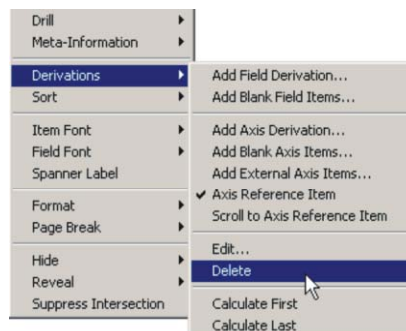 Drill
Meta-Information
Derivations
Sort
Item Font
Field Font
Spanner Label
Format
Page Break
Hide
Reveal
Suppress Intersection
Add Field Derivation...
Add Blank Field Items...
Add Axis Derivation...
Add Blank Axis Items...
Add External Axis Items...
Axis Reference Item
Scroll to Axis Reference Item
Edit...
Delete
Calculate First
Calculate Last